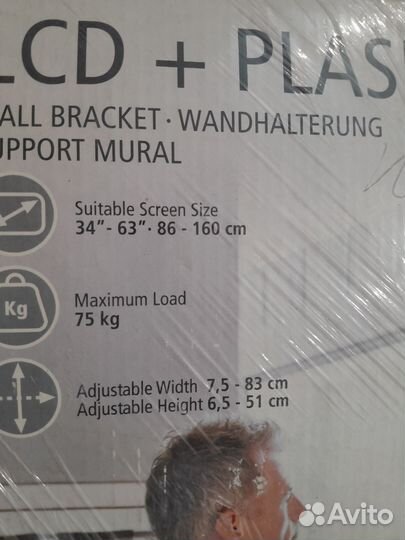 LCD + PLAS
ALL BRACKET · WANDHALTERUNG
UPPORT MURAL
Suitable Screen Size
34”- 63”· 86 - 160 cm
Kg
Maximum Load
75 kg
Adjustable Width 7,5 - 83 cm
Adjustable Height 6,5 - 51 cm
Avito